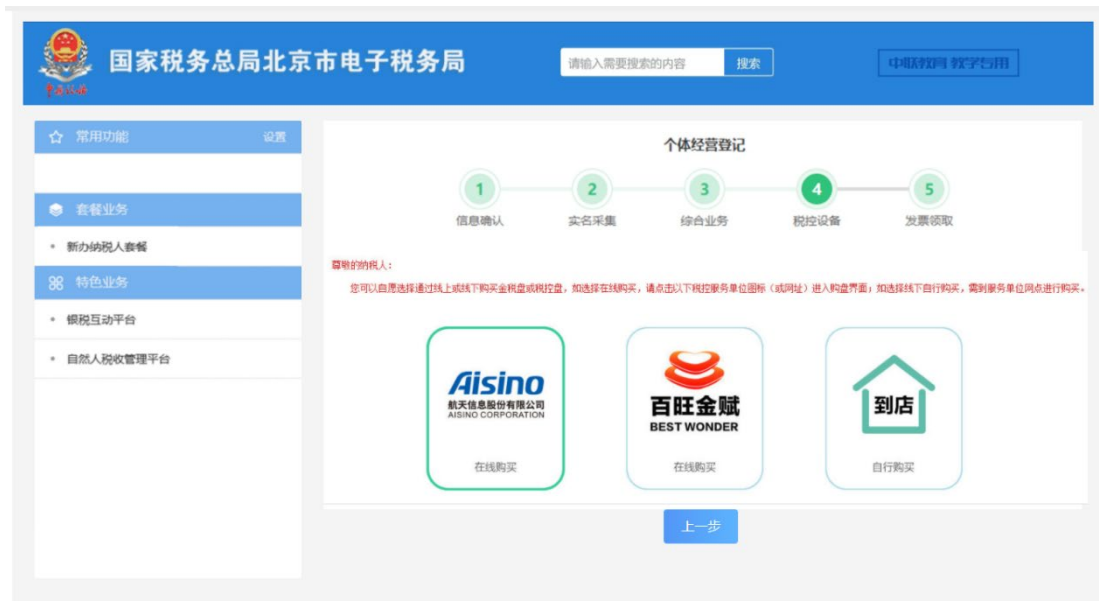 国家税务总局北京市电子税务局
请输入需要搜索的内容
搜索
中联教育 教学专用
中国税务
常用功能
设置
套餐业务
新办纳税人套餐
特色业务
银税互动平台
自然人税收管理平台
个体经营登记
1
2
3
4
5
信息确认
实名采集
综合业务
税控设备
发票领取
尊敬的纳税人：
您可以自愿选择通过线上或线下购买金税盘或税控盘，如选择在线购买，请点击以下税控服务单位图标（或网址）进入购盘界面；如选择线下自行购买，需到服务单位网点进行购买。
Aisino
航天信息股份有限公司
AISINO CORPORATION
在线购买
百旺金赋
BEST WONDER
在线购买
到店
自行购买
上一步